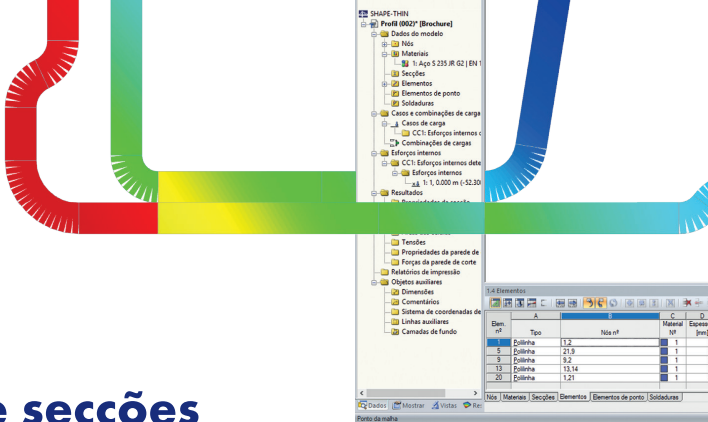 SHAPE-THIN
Profil (002)* [Brochure]
Dados do modelo
Nós
Materiais
1: Aço S 235 JR G2 | EN 1
Secções
Elementos
Elementos de ponto
Soldaduras
Casos e combinações de carga
Casos de carga
CC1: Esforços internos d
Combinações de cargas
Esforços internos
CC1: Esforços internos dete
Esforços internos
1: 1, 0.000 m (-52.30
Resultados
Tensões
Propriedades da parede de
Forças da parede de corte
Relatórios de impressão
Objetos auxiliares
Dimensões
Comentários
Sistema de coordenadas de
Linhas auxiliares
Camadas de fundo
Dados Mostrar Vistas Res
Ponto da malha
1.4 Elementos
A B C D
Elem. nº Tipo Nós nº Material Nº Espess [mm]
1 Polilinha 1,2 1
5 Polilinha 21,9 1
9 Polilinha 9,2 1
13 Polilinha 13,14 1
20 Polilinha 1,21 1
Nós Materiais Secções Elementos Elementos de ponto Soldaduras
e secções